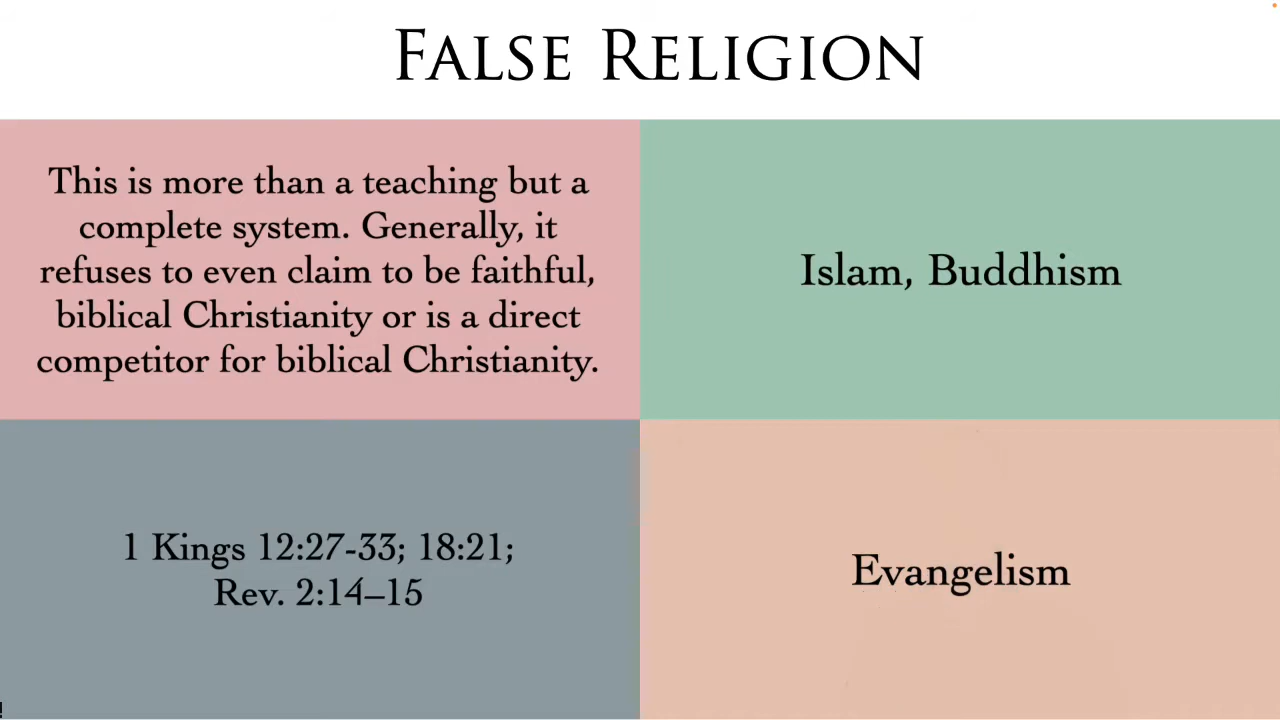 False Religion
This is more than a teaching but a
complete system. Generally, it
refuses to even claim to be faithful,
biblical Christianity or is a direct
competitor for biblical Christianity.
Islam, Buddhism
1 Kings 12:27-33; 18:21;
Rev. 2:14–15
Evangelism